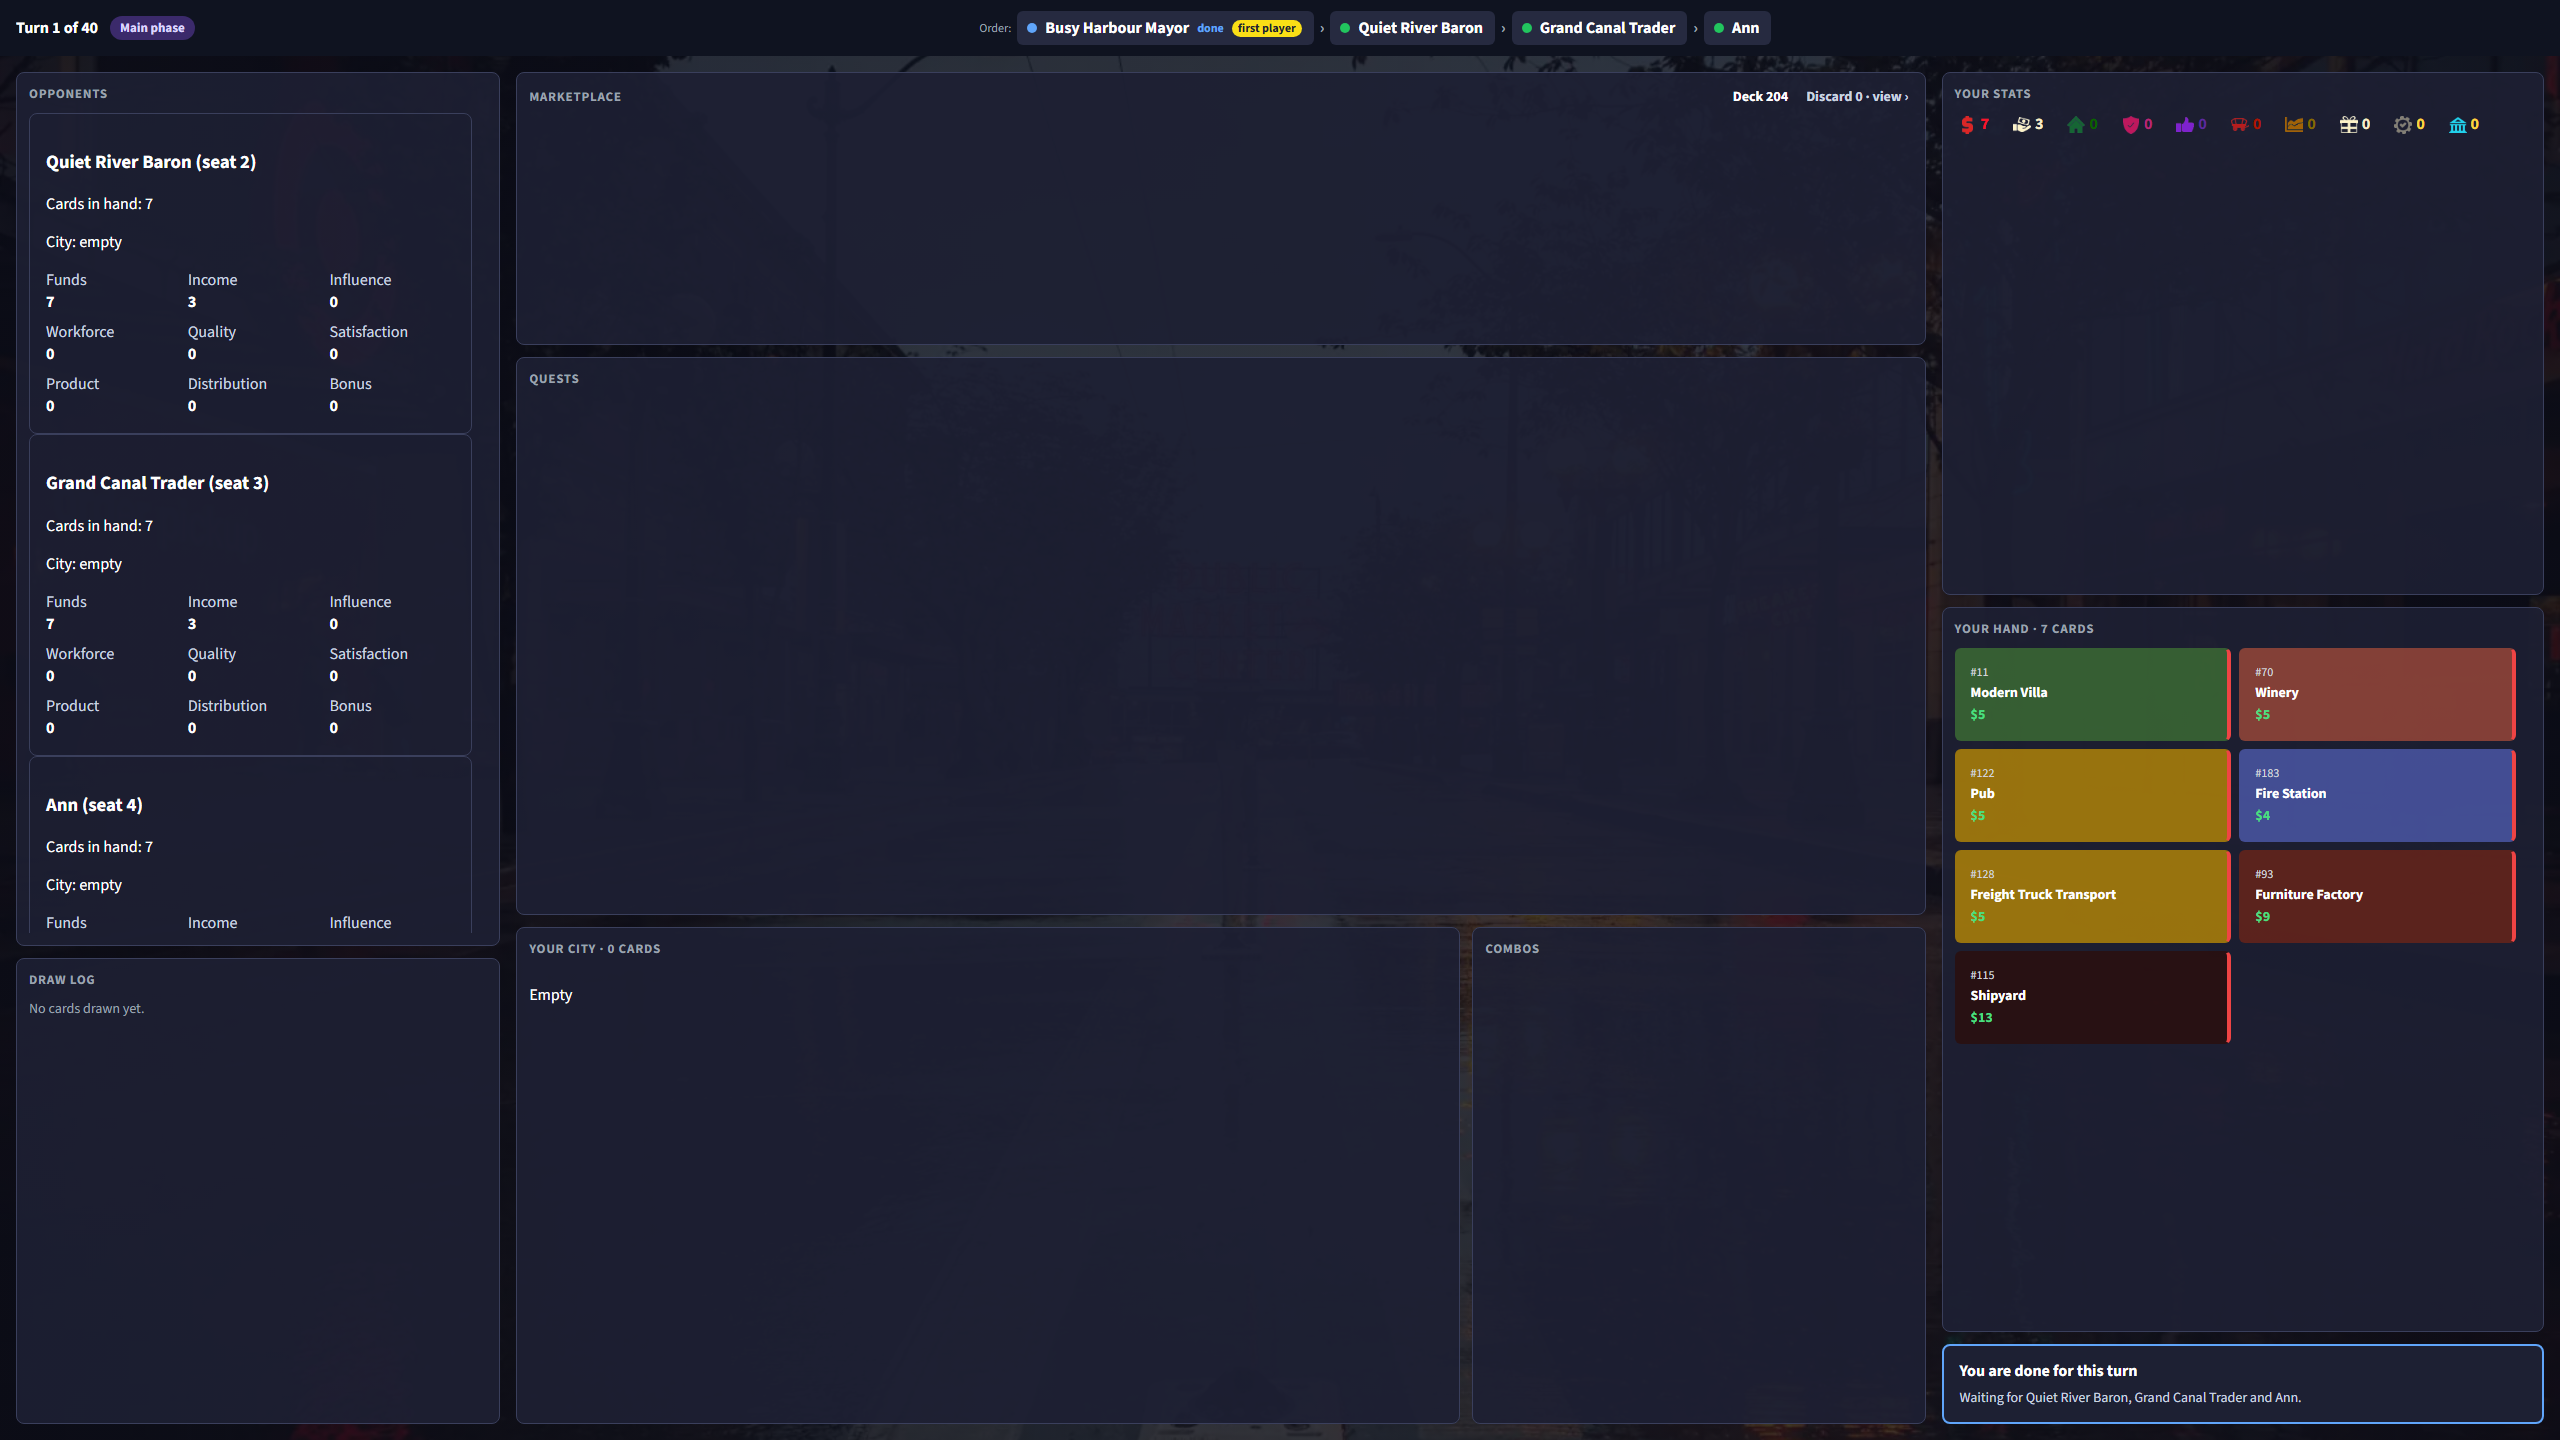 Turn 1 of 40 Main phase
Order: Busy Harbour Mayor done first player › Quiet River Baron › Grand Canal Trader › Ann
OPPONENTS
Quiet River Baron (seat 2)
Cards in hand: 7
City: empty
Funds Income Influence
7 3 0
Workforce Quality Satisfaction
0 0 0
Product Distribution Bonus
0 0 0
Grand Canal Trader (seat 3)
Cards in hand: 7
City: empty
Funds Income Influence
7 3 0
Workforce Quality Satisfaction
0 0 0
Product Distribution Bonus
0 0 0
Ann (seat 4)
Cards in hand: 7
City: empty
Funds Income Influence
DRAW LOG
No cards drawn yet.
MARKETPLACE
Deck 204 Discard 0 · view ›
QUESTS
YOUR CITY · 0 CARDS
Empty
COMBOS
YOUR STATS
7 3 0 0 0 0 0 0 0 0
YOUR HAND · 7 CARDS
#11
Modern Villa
$5
#70
Winery
$5
#122
Pub
$5
#183
Fire Station
$4
#128
Freight Truck Transport
$5
#93
Furniture Factory
$9
#115
Shipyard
$13
You are done for this turn
Waiting for Quiet River Baron, Grand Canal Trader and Ann.